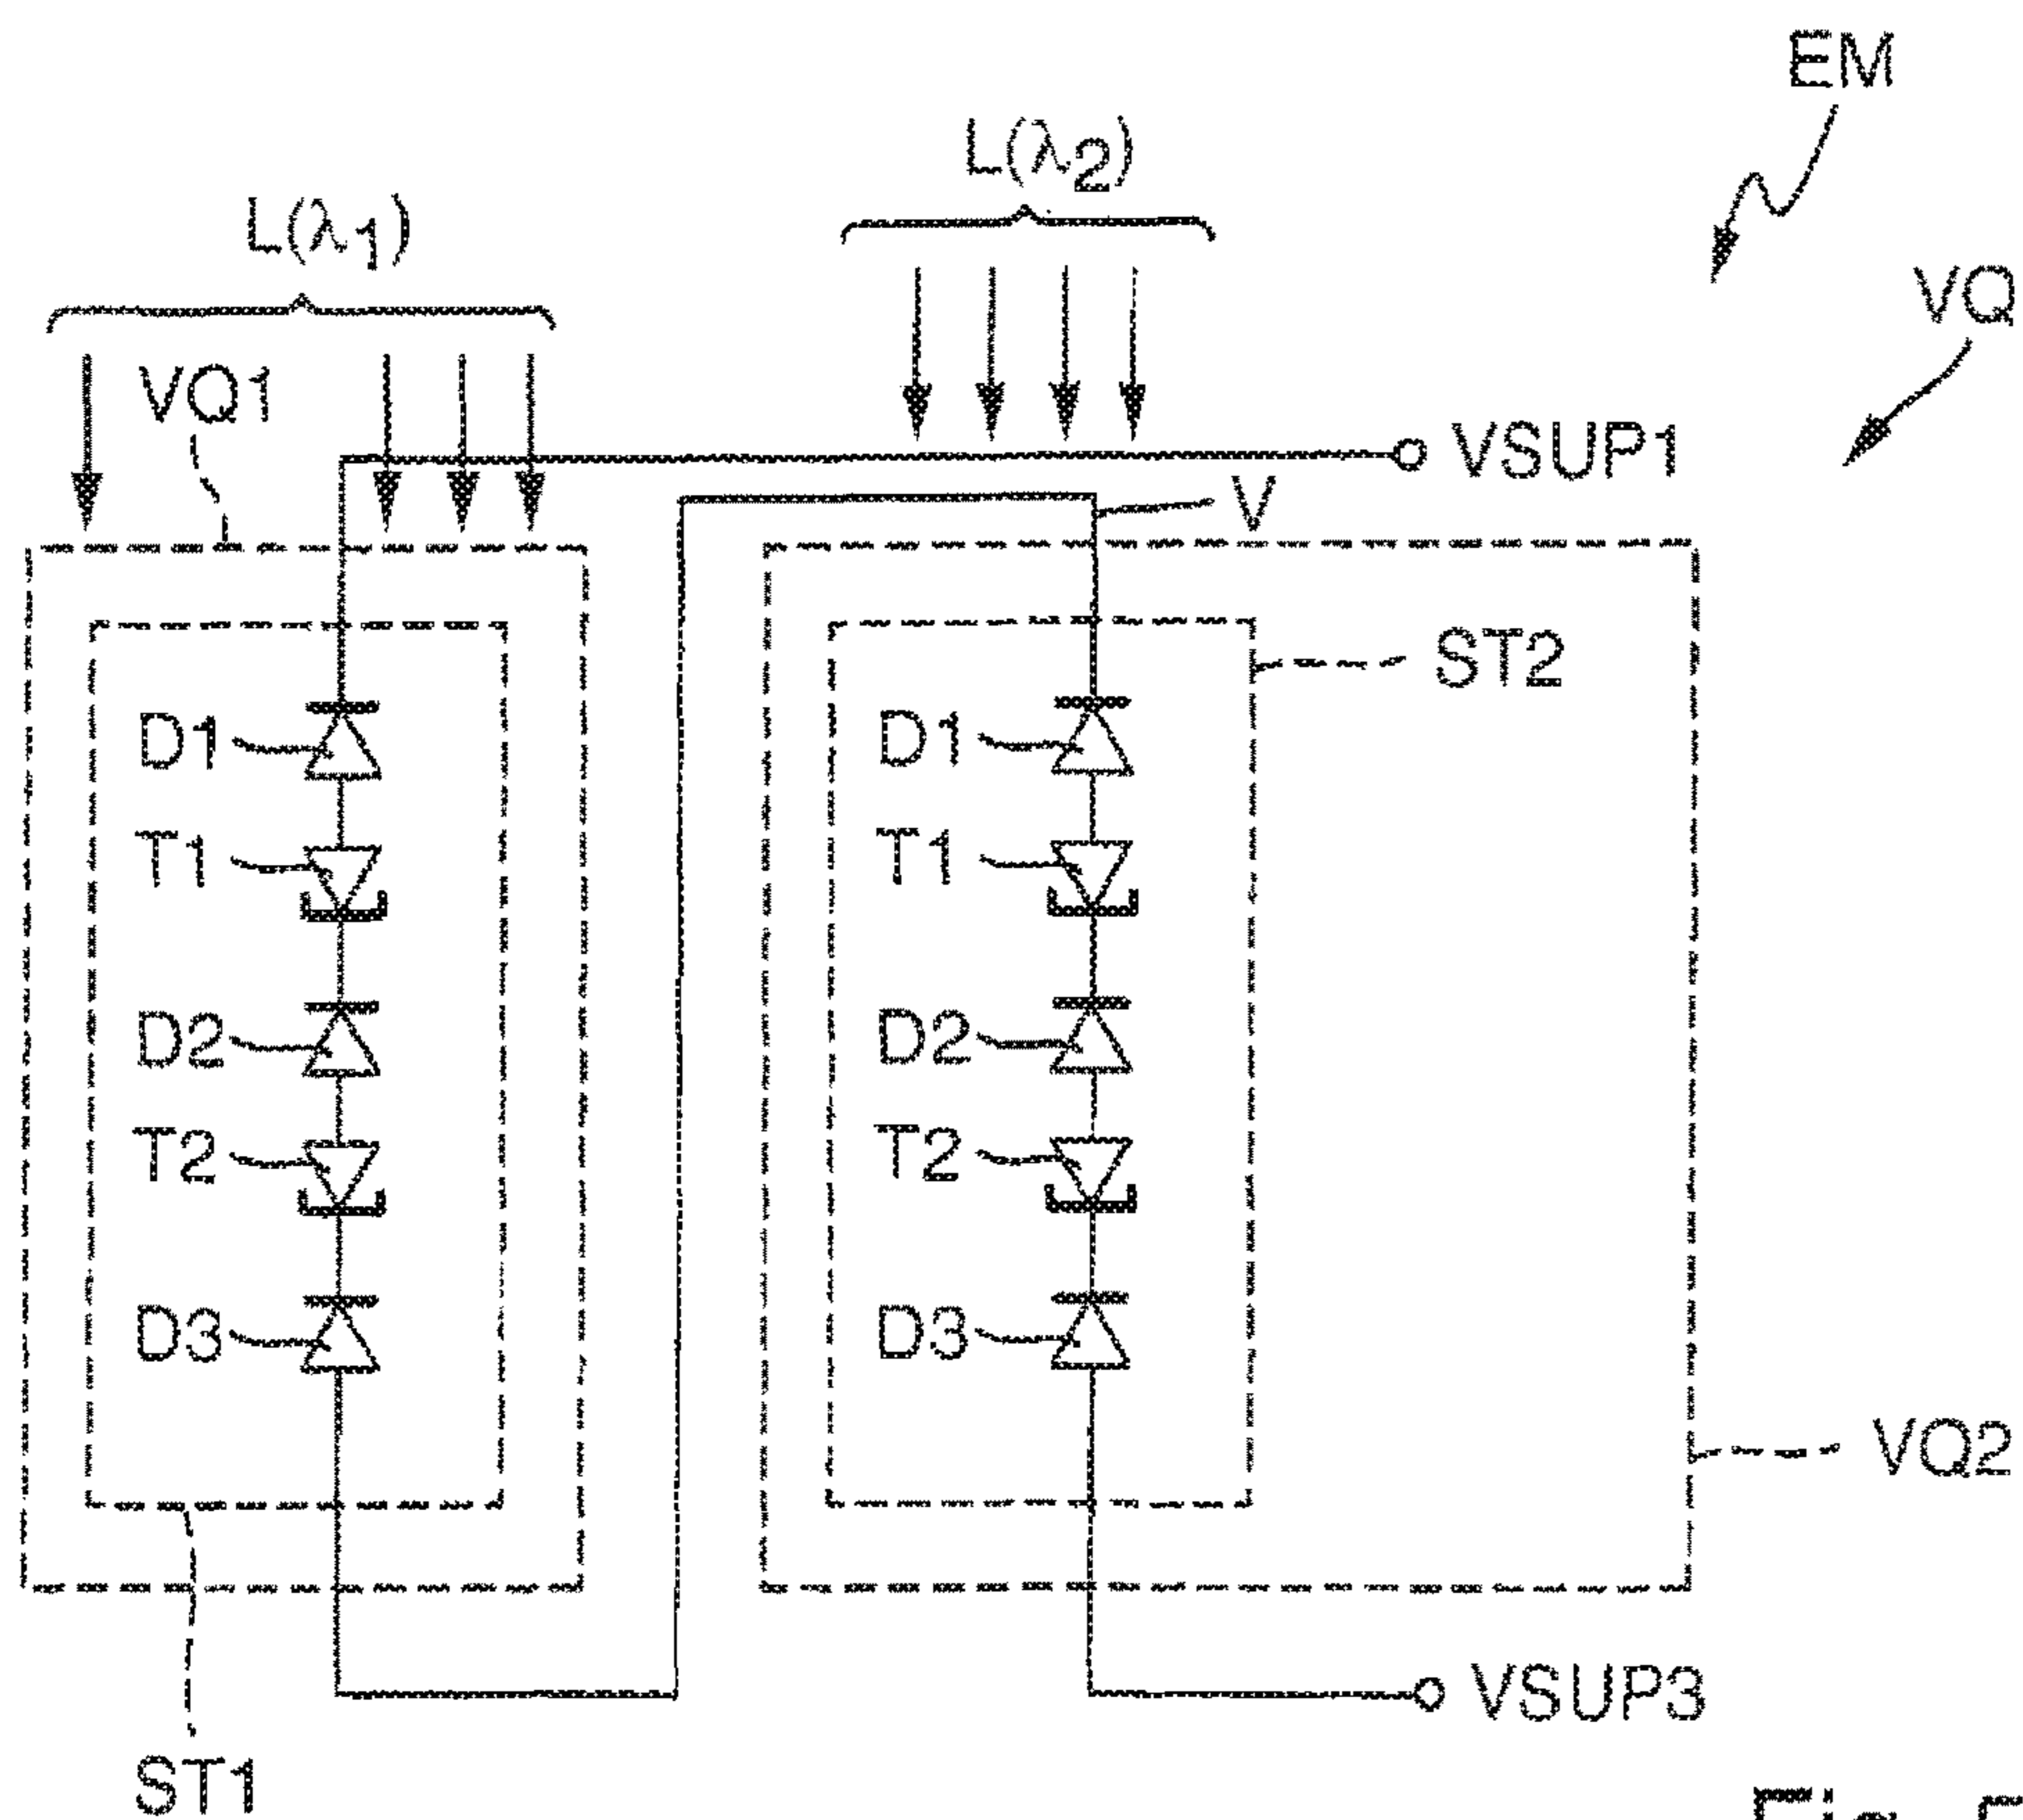 EM
L(λ2)
L(λ1)
VQ
VQ1
VSUP1
V
ST2
D1
D1
T1
T1
D2
D2
T2
T2
D3
D3
VQ2
VSUP3
ST1